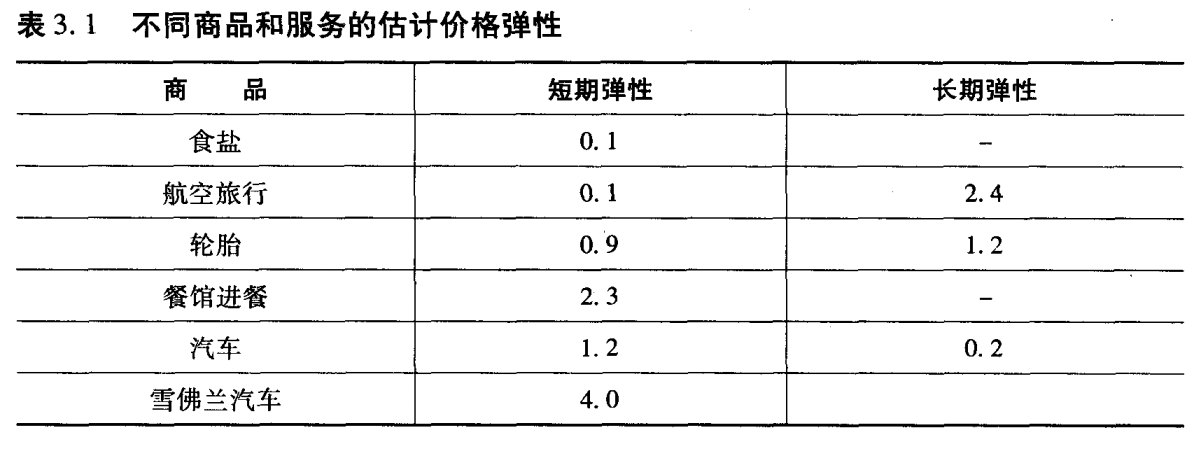 表3.1 不同商品和服务的估计价格弹性
商 品 短期弹性 长期弹性
食盐 0.1 –
航空旅行 0.1 2.4
轮胎 0.9 1.2
餐馆进餐 2.3 –
汽车 1.2 0.2
雪佛兰汽车 4.0